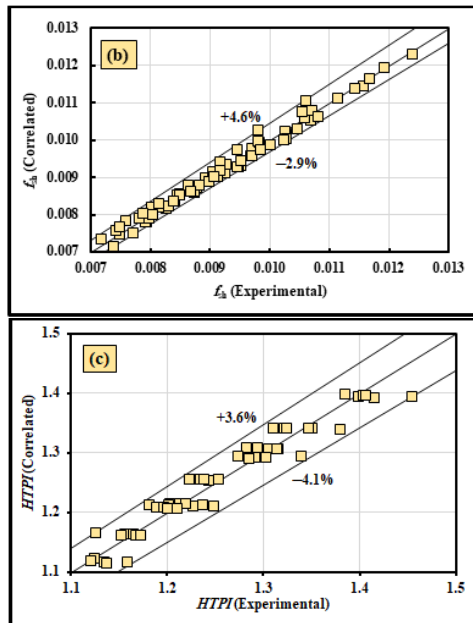 0.013
0.012
0.011
0.010
0.009
0.008
0.007
(b)
+4.6%
−2.9%
f_sh (Correlated)
0.007 0.008 0.009 0.010 0.011 0.012 0.013
f_sh (Experimental)
1.5
1.4
1.3
1.2
1.1
(c)
+3.6%
−4.1%
HTPI (Correlated)
1.1 1.2 1.3 1.4 1.5
HTPI (Experimental)